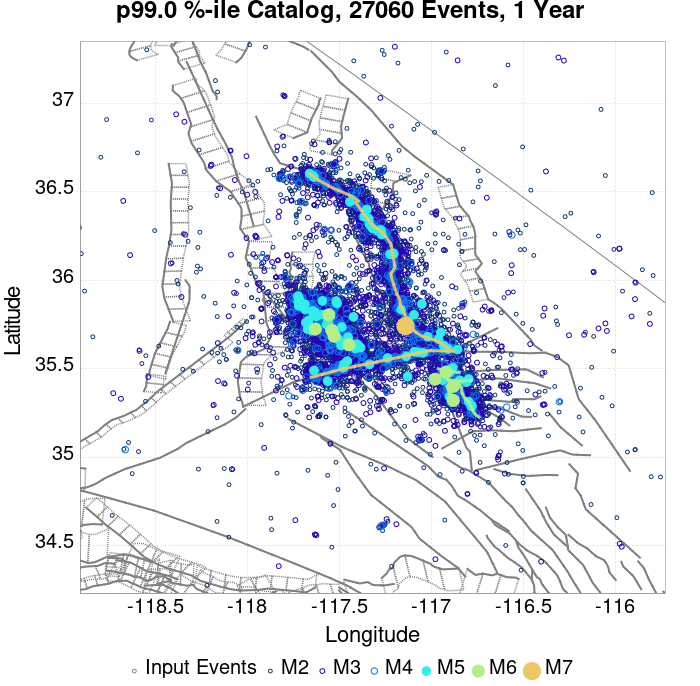 p99.0 %-ile Catalog, 27060 Events, 1 Year
Latitude
37
36.5
36
35.5
35
34.5
-118.5 -118 -117.5 -117 -116.5 -116
Longitude
Input Events M2 M3 M4 M5 M6 M7